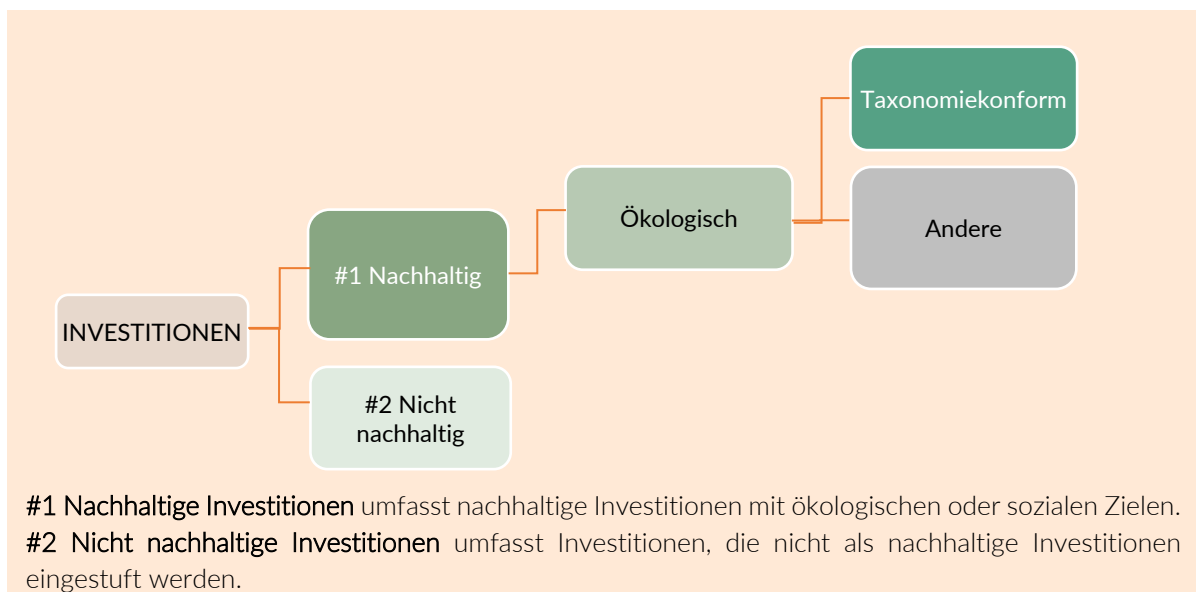 Taxonomiekonform
Ökologisch
Andere
#1 Nachhaltig
INVESTITIONEN
#2 Nicht
nachhaltig
#1 Nachhaltige Investitionen umfasst nachhaltige Investitionen mit ökologischen oder sozialen Zielen.
#2 Nicht nachhaltige Investitionen umfasst Investitionen, die nicht als nachhaltige Investitionen
eingestuft werden.